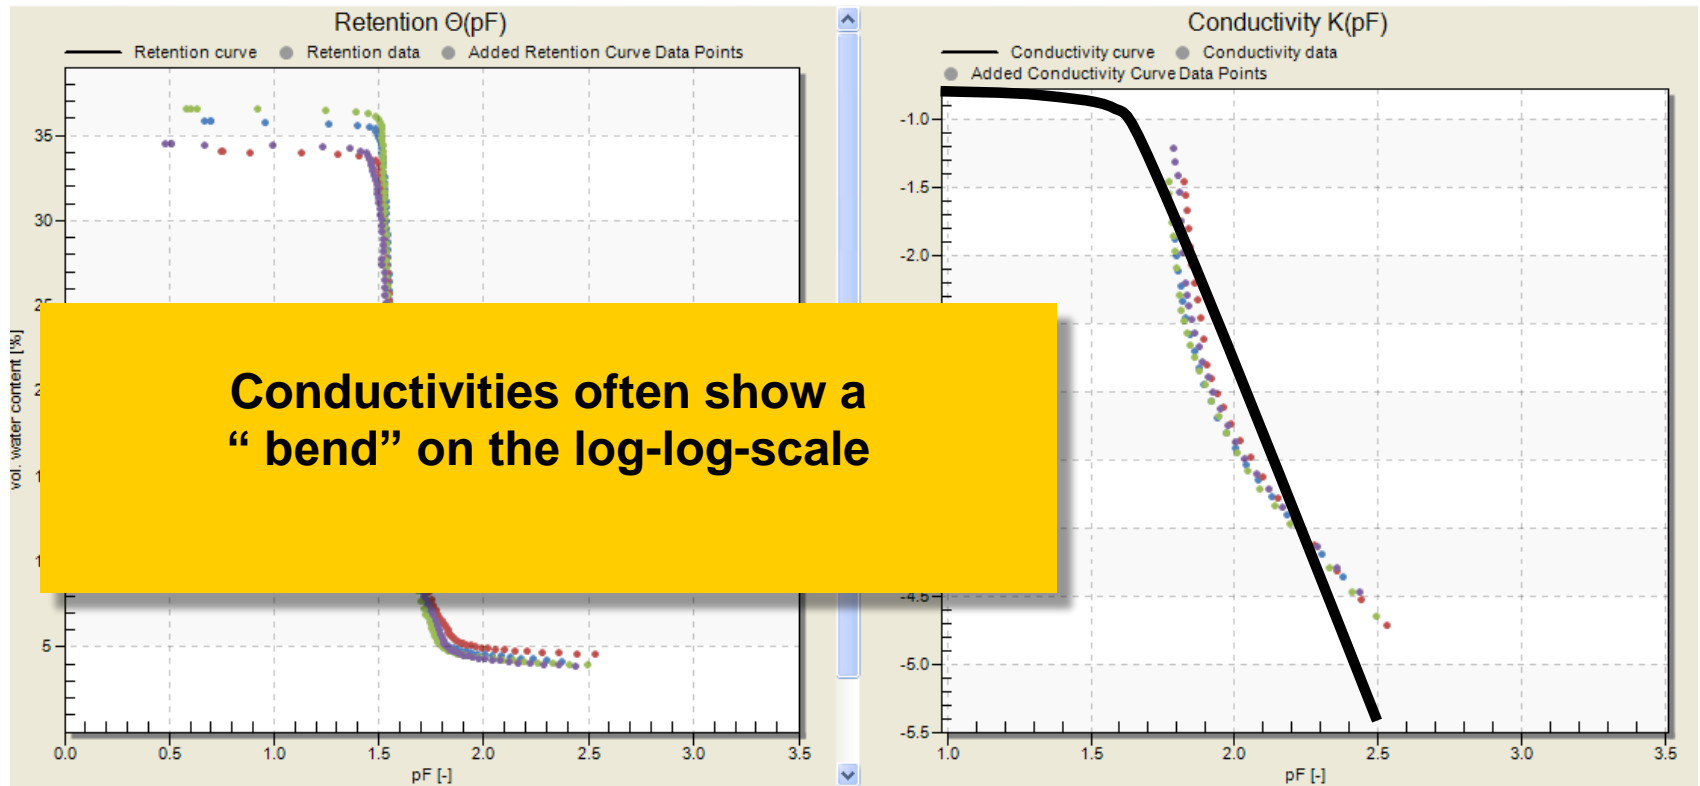 Retention Θ(pF)
Retention curve Retention data Added Retention Curve Data Points
35
30
5
vol. water content [%]
0.0 0.5 1.0 1.5 2.0 2.5 3.0 3.5
pF [-]
Conductivity K(pF)
Conductivity curve Conductivity data
Added Conductivity Curve Data Points
-1.0
-1.5
-2.0
-4.5
-5.0
-5.5
1.0 1.5 2.0 2.5 3.0 3.5
pF [-]
Conductivities often show a
“ bend” on the log-log-scale